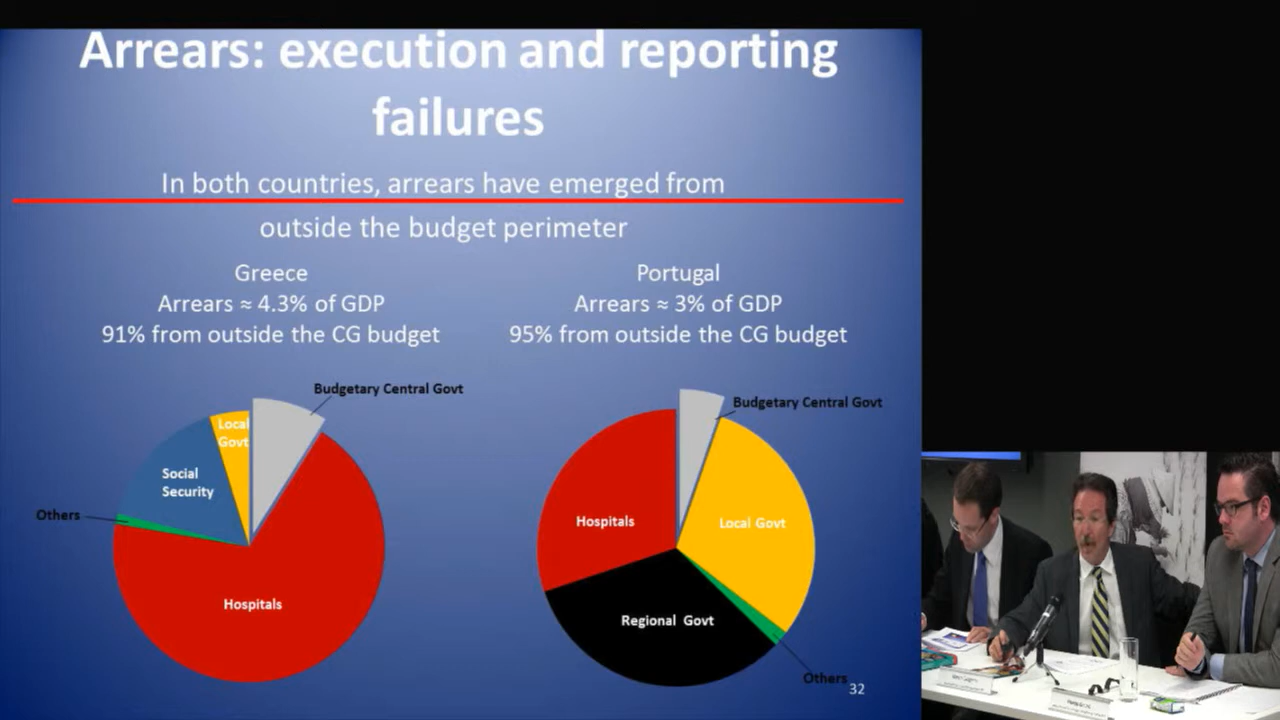 Arrears: execution and reporting
failures
In both countries, arrears have emerged from
outside the budget perimeter
Greece
Arrears ≈ 4.3% of GDP
91% from outside the CG budget
Portugal
Arrears ≈ 3% of GDP
95% from outside the CG budget
Budgetary Central Govt
Local
Govt
Social
Security
Others
Hospitals
Budgetary Central Govt
Hospitals
Local Govt
Regional Govt
Others
32